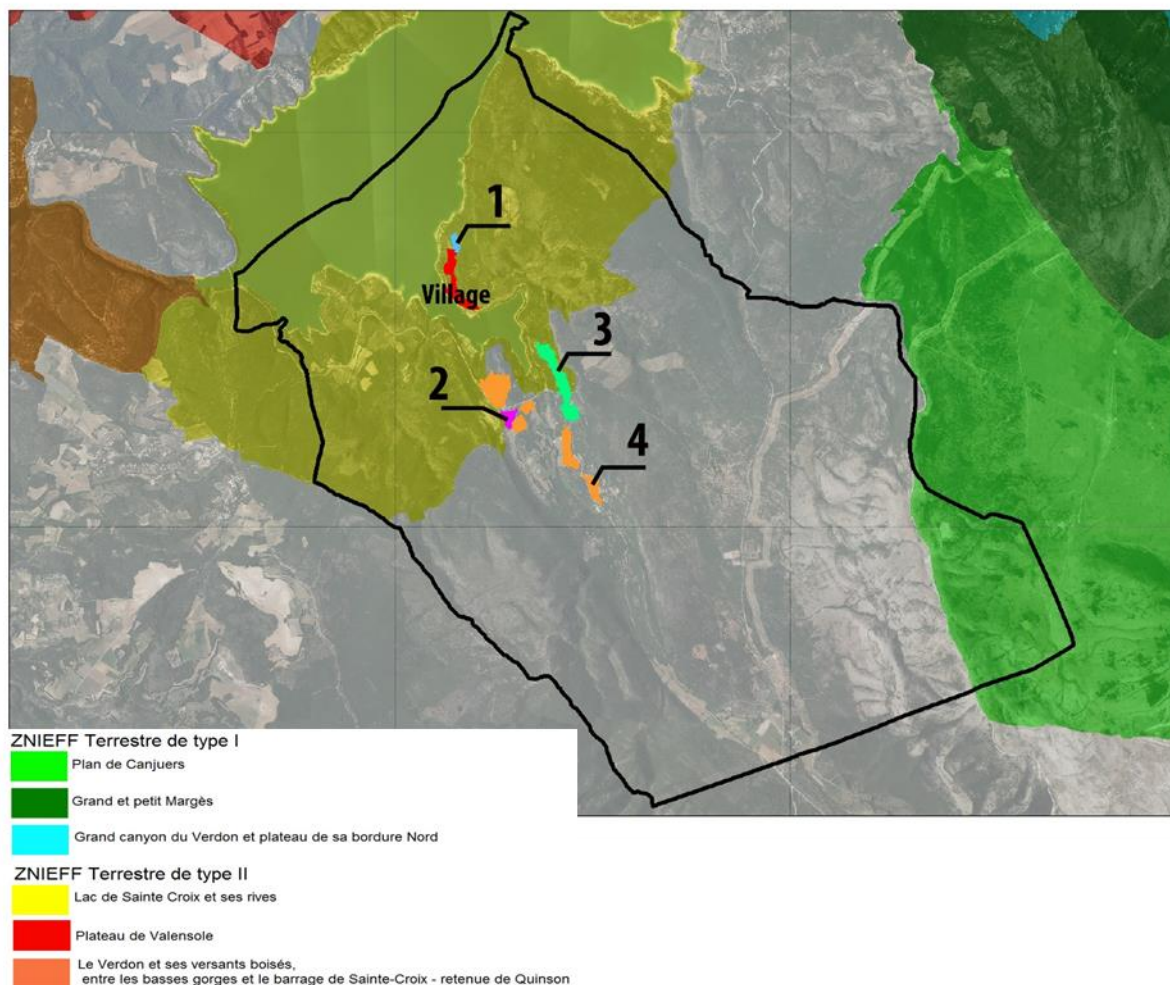 1
Village
3
2
4
ZNIEFF Terrestre de type I
Plan de Canjuers
Grand et petit Margès
Grand canyon du Verdon et plateau de sa bordure Nord
ZNIEFF Terrestre de type II
Lac de Sainte Croix et ses rives
Plateau de Valensole
Le Verdon et ses versants boisés,
entre les basses gorges et le barrage de Sainte-Croix - retenue de Quinson